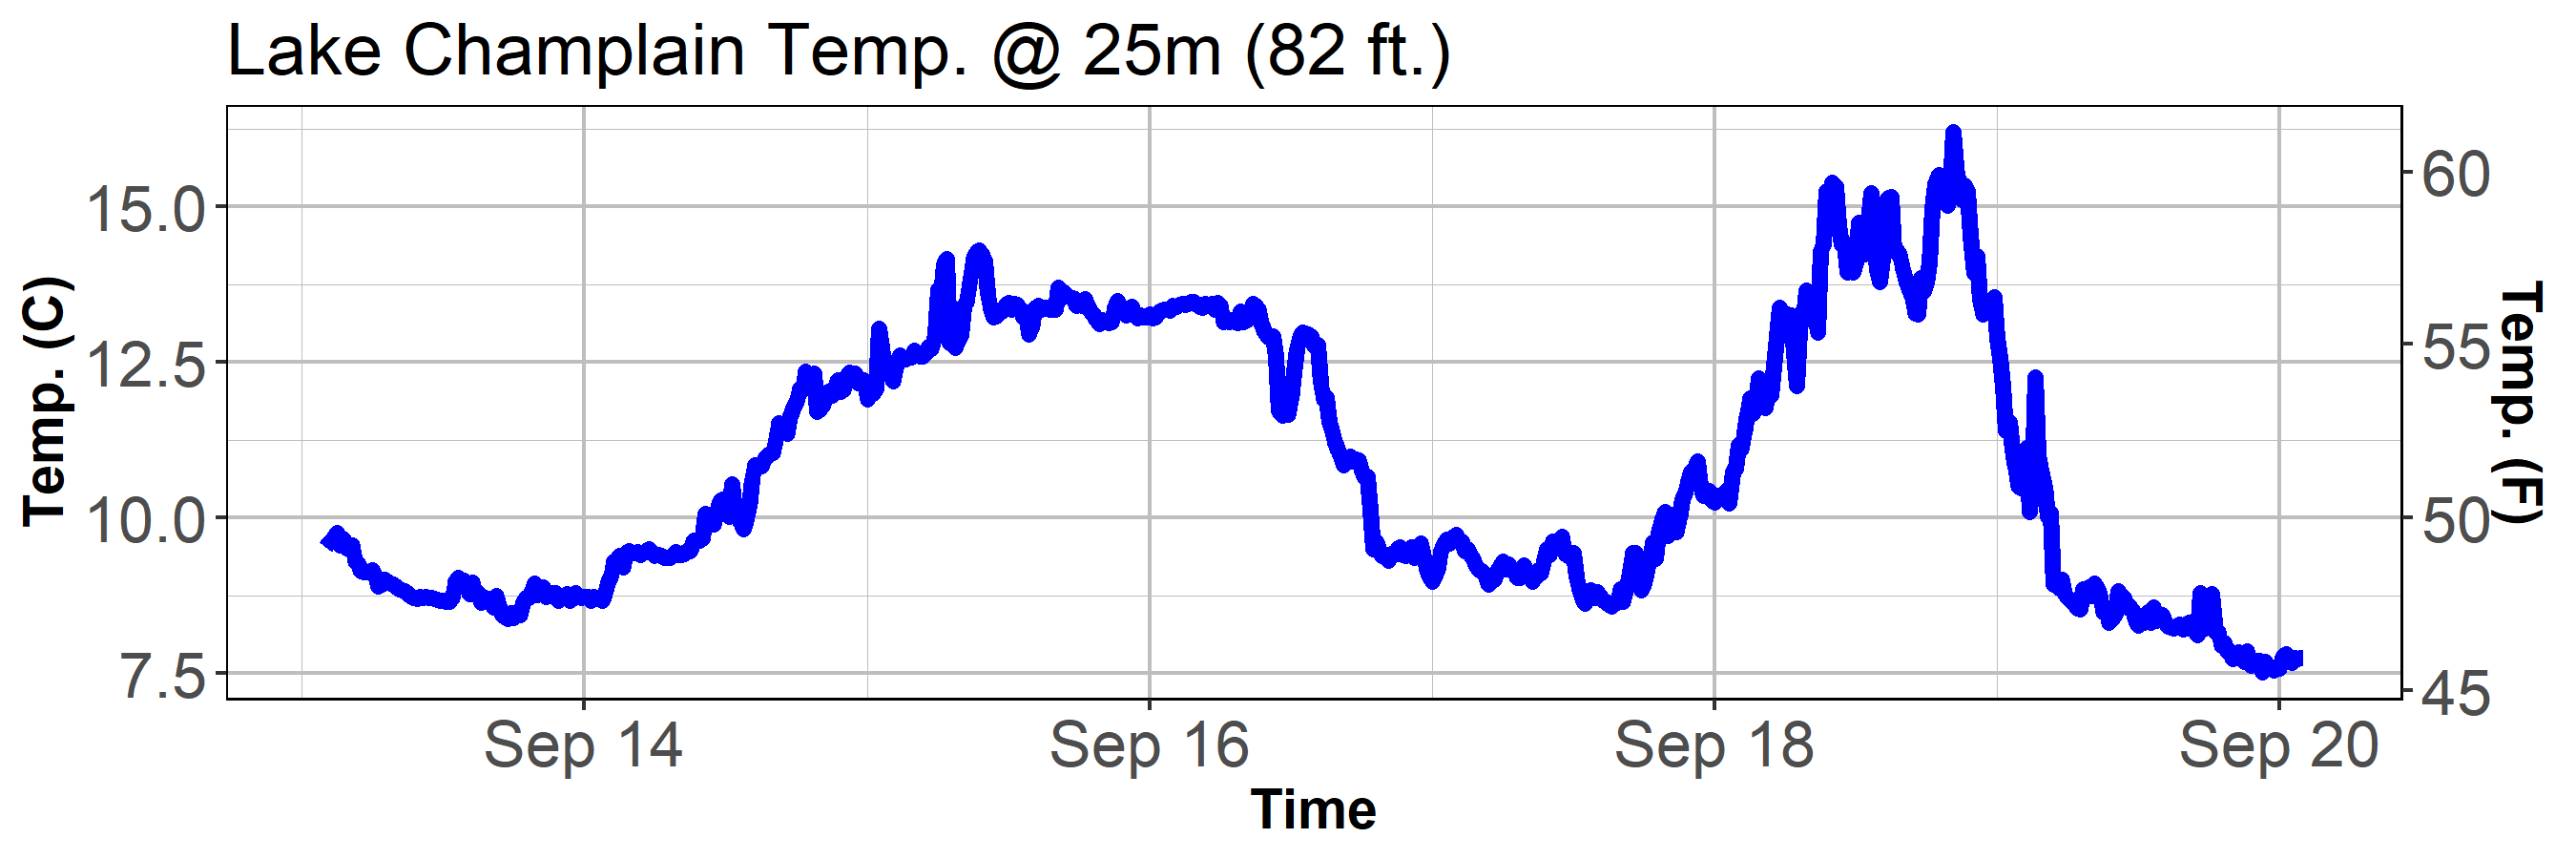 Lake Champlain Temp. @ 25m (82 ft.)
Temp. (C)
15.0
12.5
10.0
7.5
60
55
50
45
Temp. (F)
Sep 14 Sep 16 Sep 18 Sep 20
Time